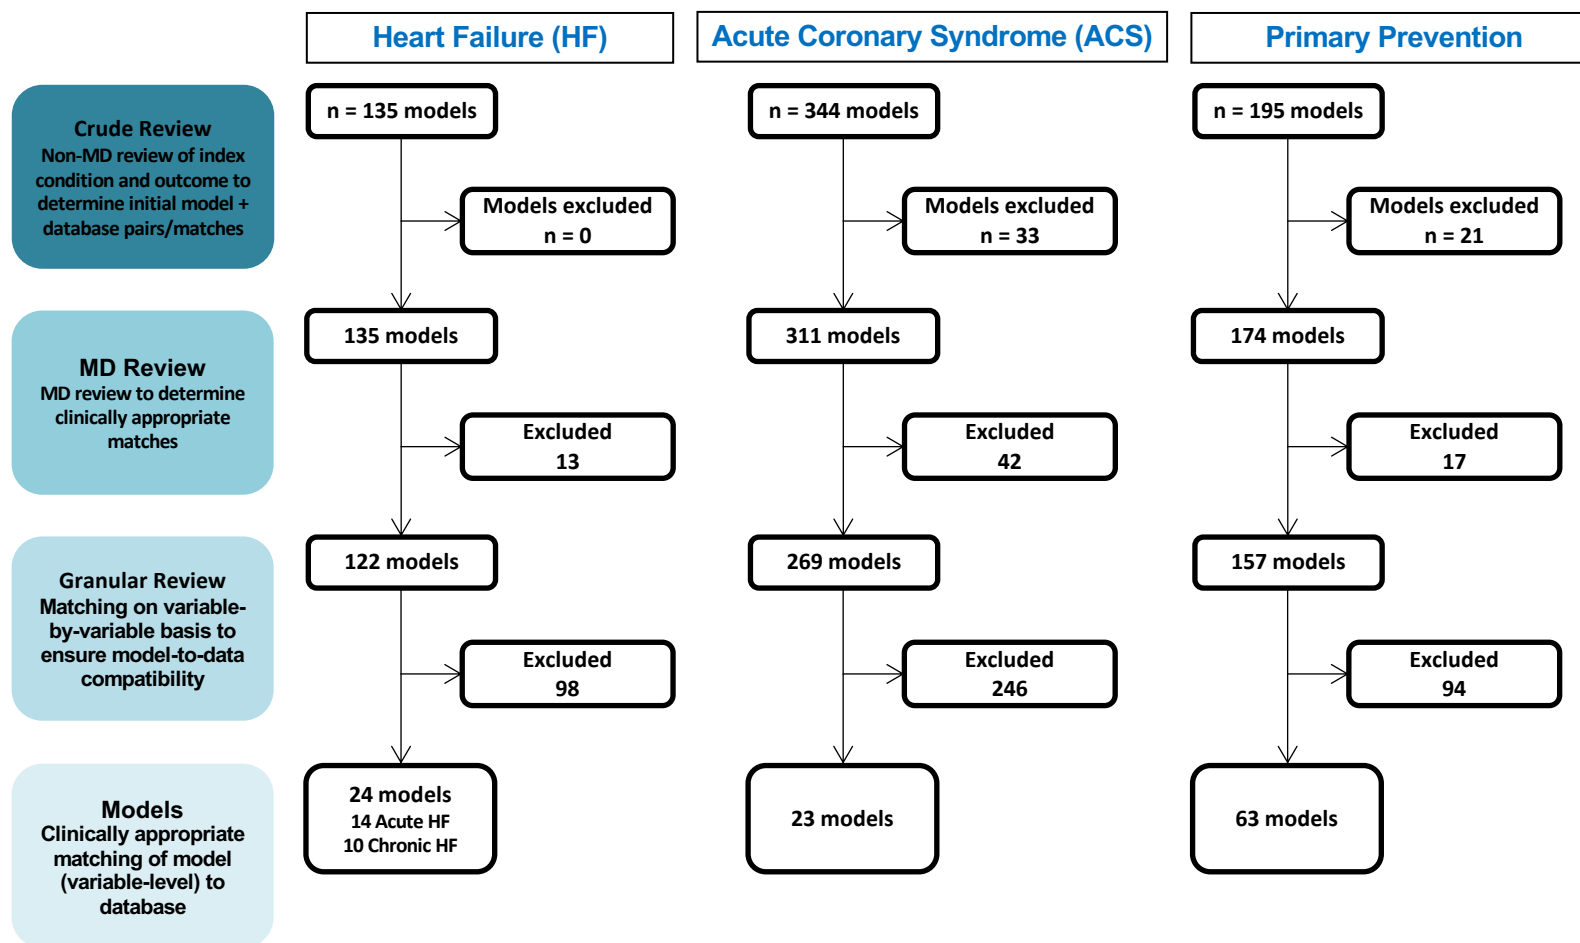 Heart Failure (HF)
Acute Coronary Syndrome (ACS)
Primary Prevention
Crude Review
Non-MD review of index
condition and outcome to
determine initial model +
database pairs/matches
n = 135 models
n = 344 models
n = 195 models
Models excluded
n = 0
Models excluded
n = 33
Models excluded
n = 21
MD Review
MD review to determine
clinically appropriate
matches
135 models
311 models
174 models
Excluded
13
Excluded
42
Excluded
17
Granular Review
Matching on variable-
by-variable basis to
ensure model-to-data
compatibility
122 models
269 models
157 models
Excluded
98
Excluded
246
Excluded
94
Models
Clinically appropriate
matching of model
(variable-level) to
database
24 models
14 Acute HF
10 Chronic HF
23 models
63 models